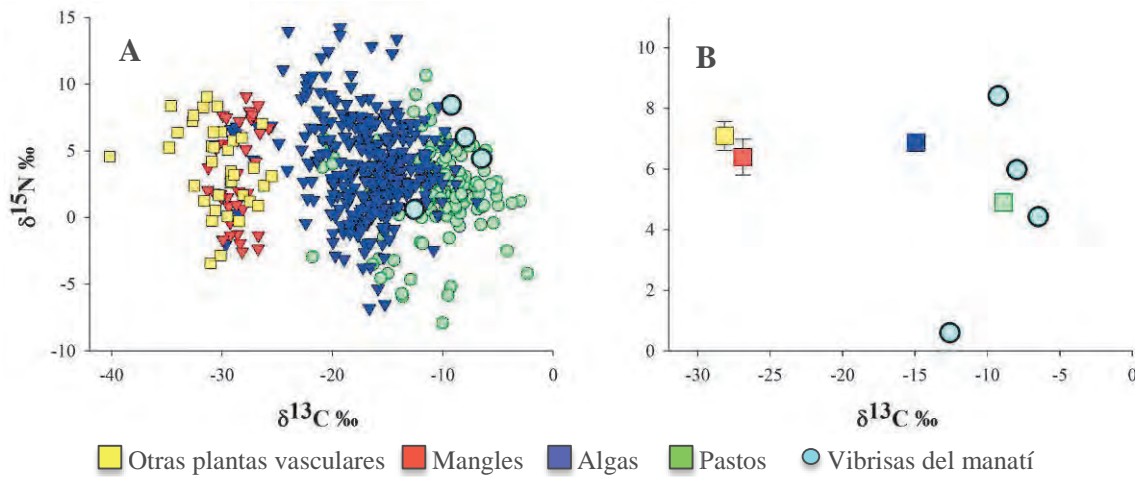 A
B
15
10
5
0
-5
-10
δ15N ‰
-40 -30 -20 -10 0
δ13C ‰
10
8
6
4
2
0
-30 -25 -20 -15 -10 -5 0
δ13C ‰
Otras plantas vasculares Mangles Algas Pastos Vibrisas del manatí